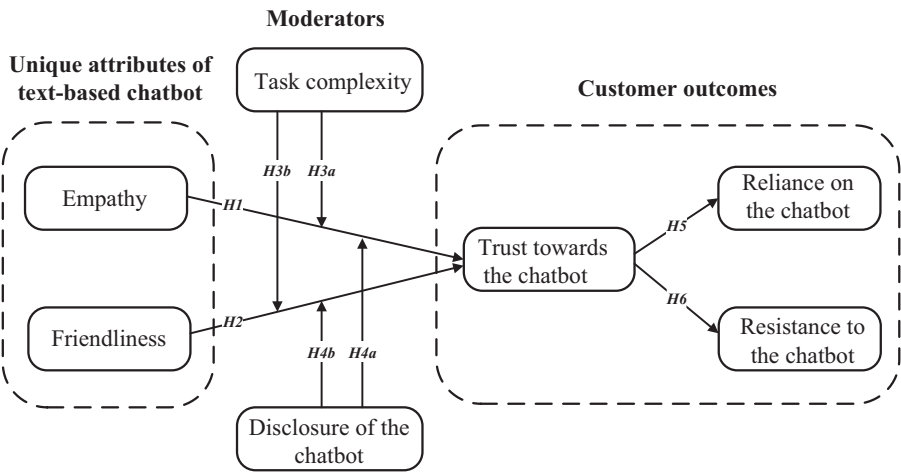 Moderators
Unique attributes of
text-based chatbot
Task complexity
Customer outcomes
Empathy
Friendliness
H1
H2
H3b
H3a
H4b
H4a
Disclosure of the
chatbot
Trust towards
the chatbot
H5
H6
Reliance on
the chatbot
Resistance to
the chatbot